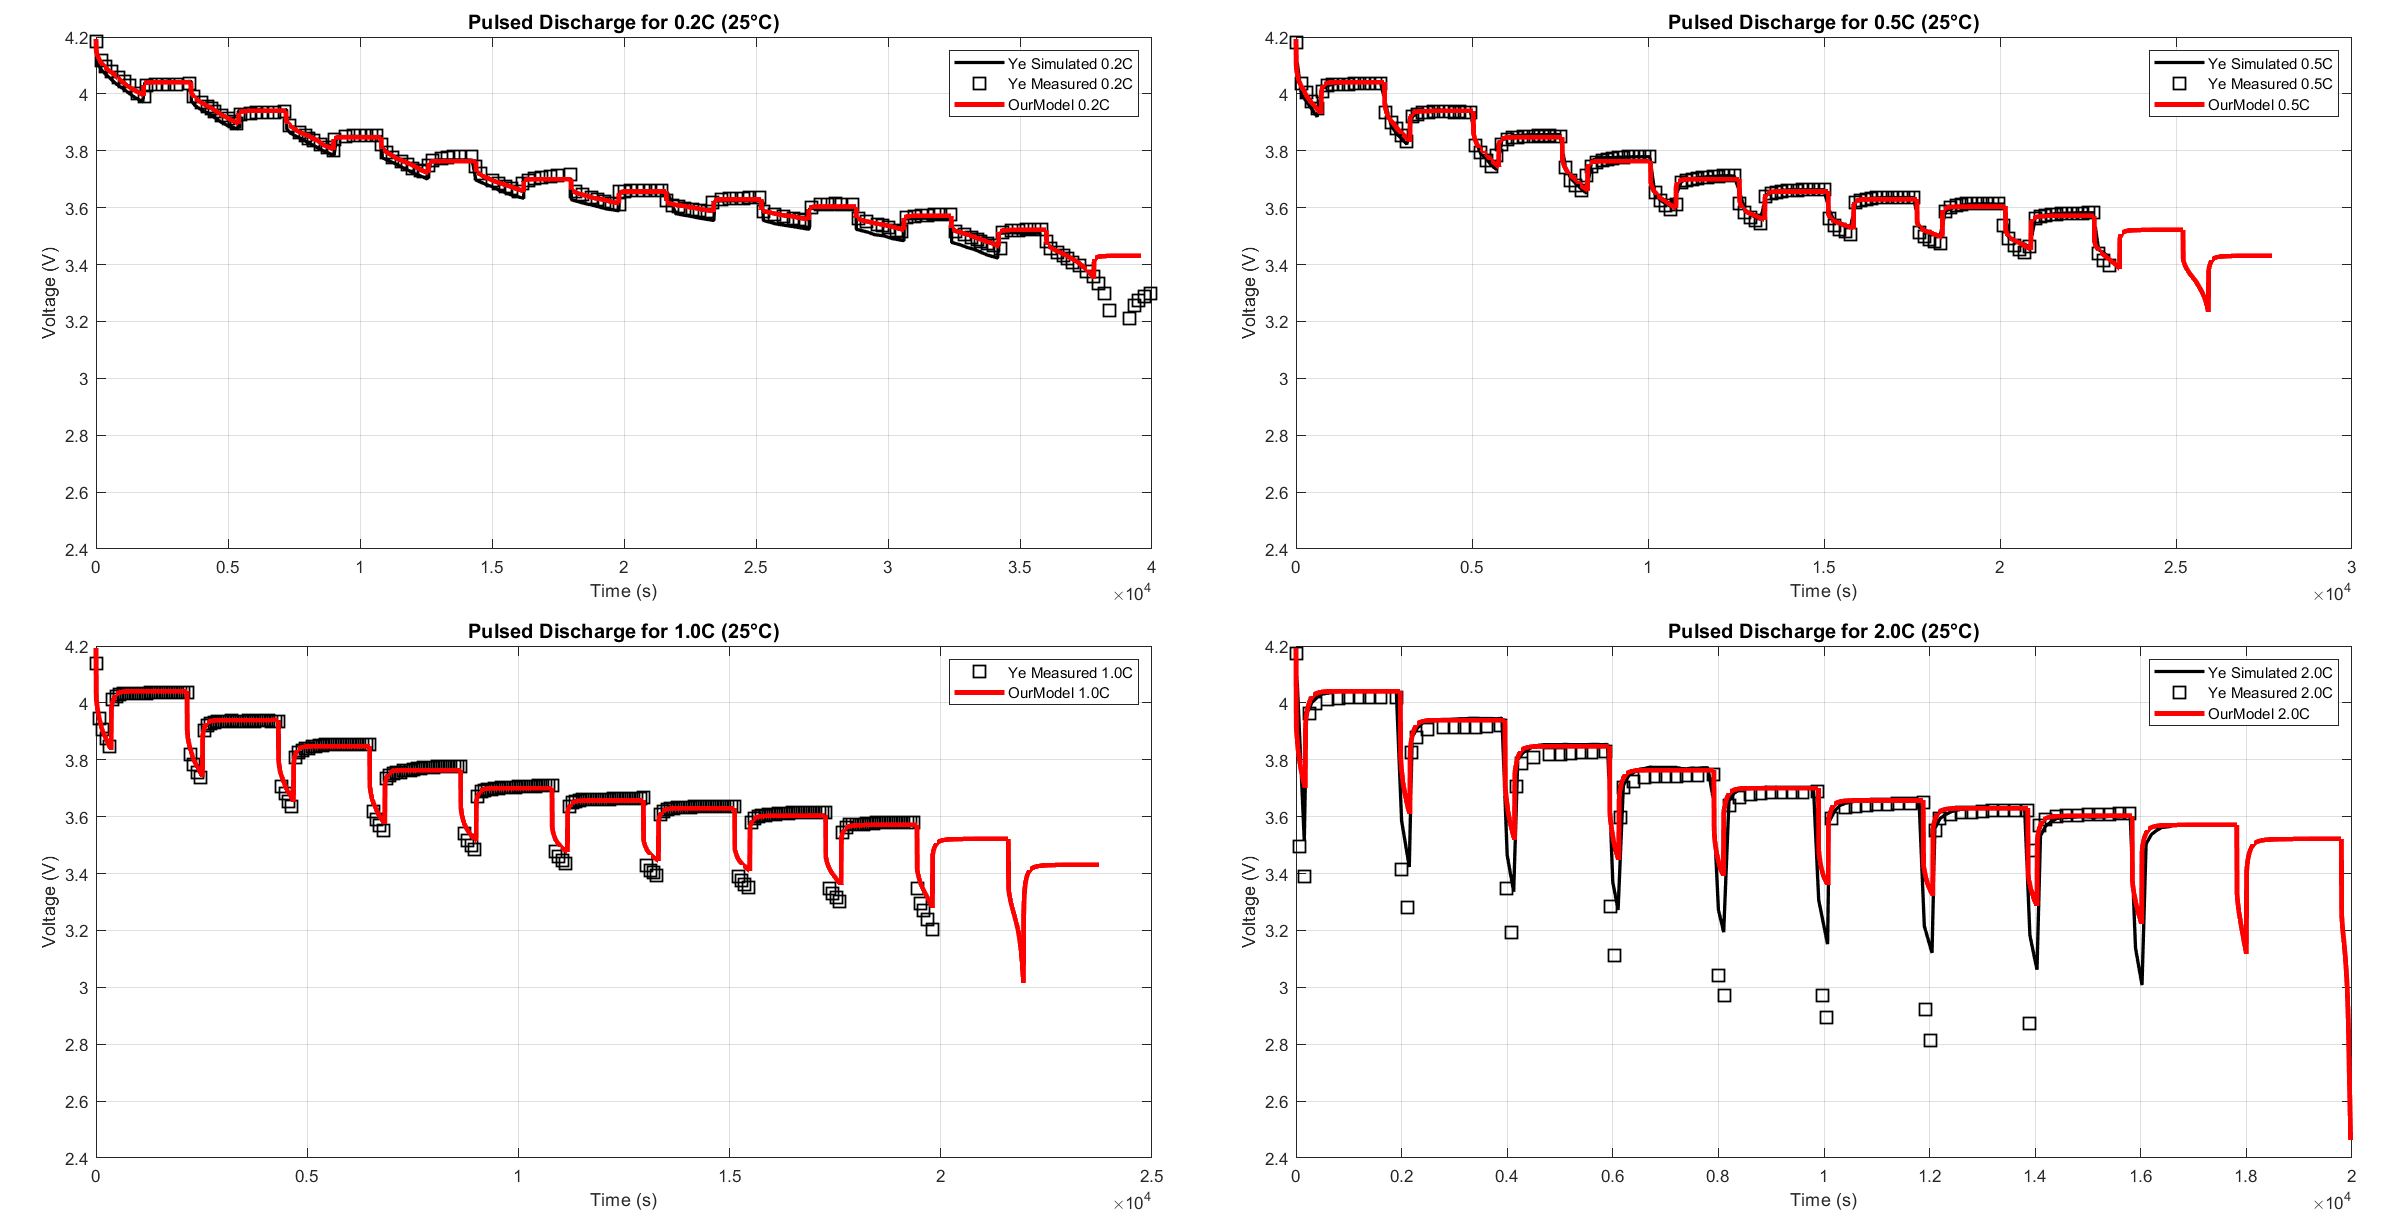 Pulsed Discharge for 0.2C (25°C)
4.2
4
3.8
3.6
3.4
3.2
3
2.8
2.6
2.4
Voltage (V)
Ye Simulated 0.2C
Ye Measured 0.2C
OurModel 0.2C
0 0.5 1 1.5 2 2.5 3 3.5 4
Time (s)
×10⁴
Pulsed Discharge for 0.5C (25°C)
4.2
4
3.8
3.6
3.4
3.2
3
2.8
2.6
2.4
Voltage (V)
Ye Simulated 0.5C
Ye Measured 0.5C
OurModel 0.5C
0 0.5 1 1.5 2 2.5 3
Time (s)
×10⁴
Pulsed Discharge for 1.0C (25°C)
4.2
4
3.8
3.6
3.4
3.2
3
2.8
2.6
2.4
Voltage (V)
Ye Measured 1.0C
OurModel 1.0C
0 0.5 1 1.5 2 2.5
Time (s)
×10⁴
Pulsed Discharge for 2.0C (25°C)
4.2
4
3.8
3.6
3.4
3.2
3
2.8
2.6
2.4
Voltage (V)
Ye Simulated 2.0C
Ye Measured 2.0C
OurModel 2.0C
0 0.2 0.4 0.6 0.8 1 1.2 1.4 1.6 1.8 2
Time (s)
×10⁴